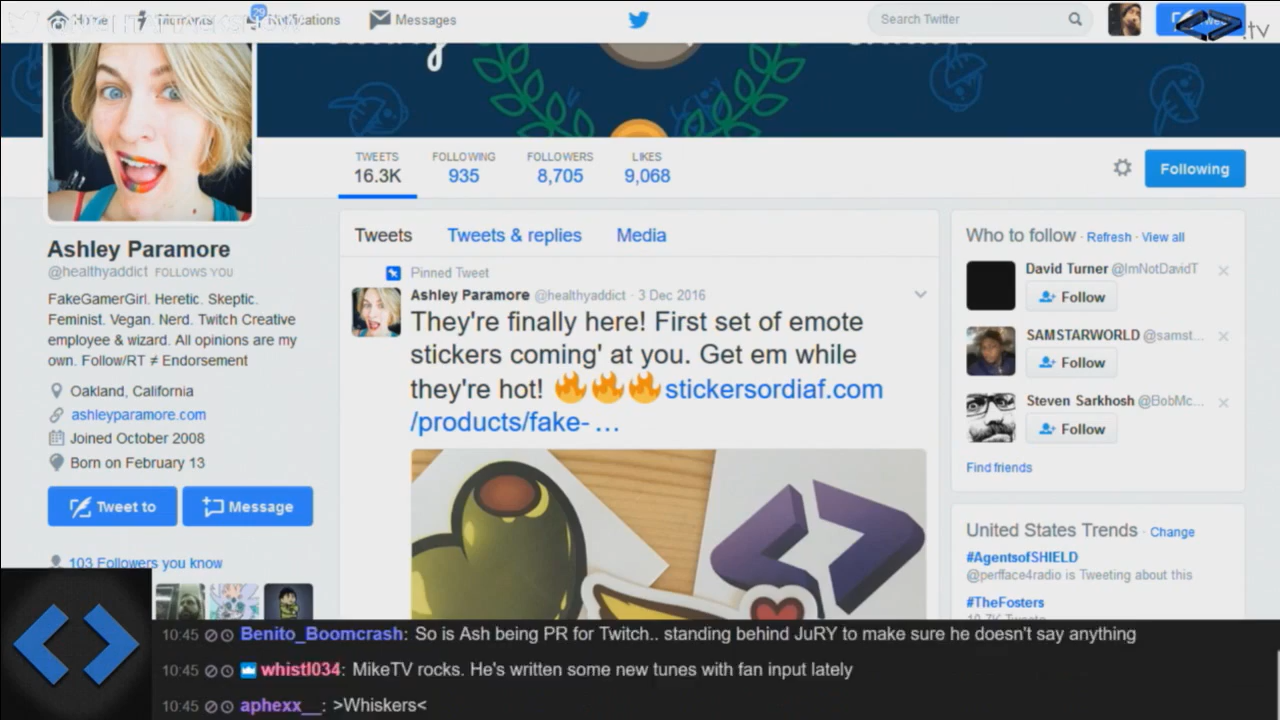 Home
Moments
29
Notifications
Messages
Search Twitter
.tv
TWEETS
16.3K
FOLLOWING
935
FOLLOWERS
8,705
LIKES
9,068
Following
Ashley Paramore
@healthyaddict FOLLOWS YOU
FakeGamerGirl. Heretic. Skeptic.
Feminist. Vegan. Nerd. Twitch Creative
employee & wizard. All opinions are my
own. Follow/RT ≠ Endorsement
Oakland, California
ashleyparamore.com
Joined October 2008
Born on February 13
Tweet to
Message
103 Followers you know
Tweets
Tweets & replies
Media
Pinned Tweet
Ashley Paramore @healthyaddict · 3 Dec 2016
They're finally here! First set of emote
stickers coming' at you. Get em while
they're hot! 🔥🔥🔥stickersordiaf.com
/products/fake- …
Who to follow · Refresh · View all
David Turner @ImNotDavidT
Follow
SAMSTARWORLD @samst...
Follow
Steven Sarkhosh @BobMc...
Follow
Find friends
United States Trends · Change
#AgentsofSHIELD
@perfface4radio is Tweeting about this
#TheFosters
10:45 Benito_Boomcrash: So is Ash being PR for Twitch.. standing behind JuRY to make sure he doesn't say anything
10:45 whistl034: MikeTV rocks. He's written some new tunes with fan input lately
10:45 aphexx__: >Whiskers<